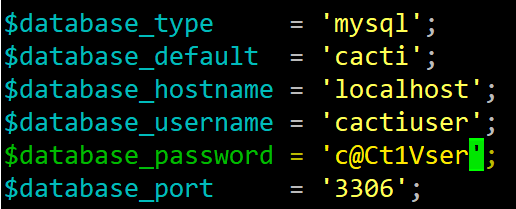 $database_type     = 'mysql';
$database_default  = 'cacti';
$database_hostname = 'localhost';
$database_username = 'cactiuser';
$database_password = 'c@Ct1Vser';
$database_port     = '3306';